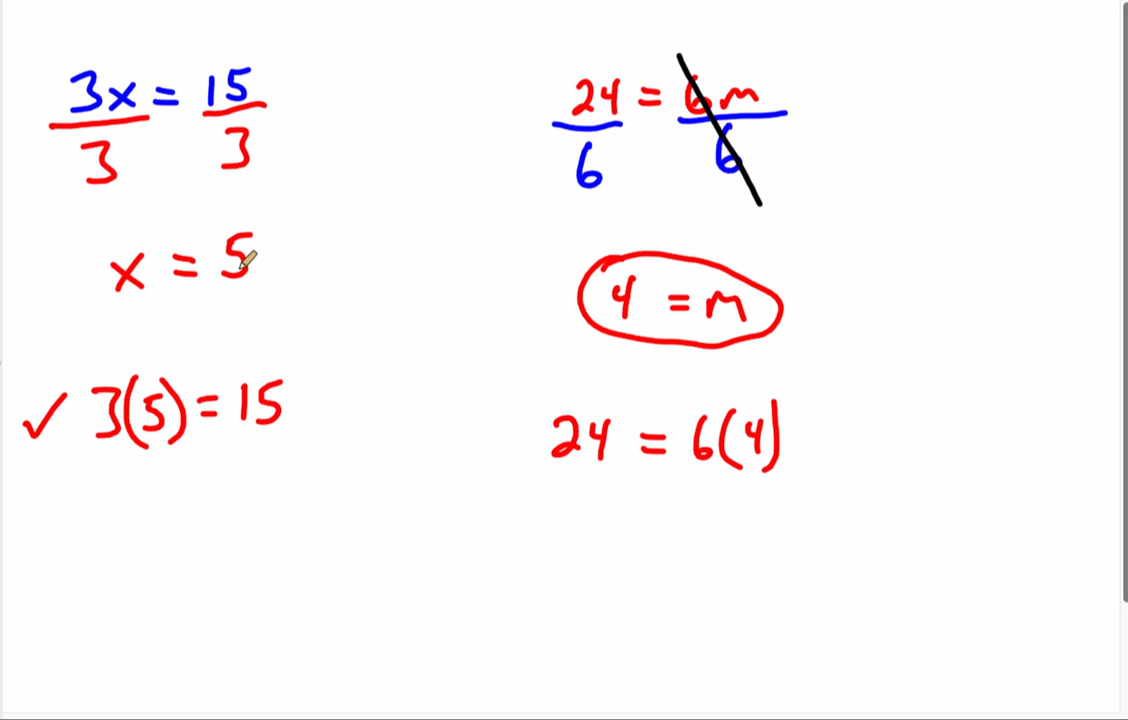 3x = 15
3 3
x = 5
✓ 3(5) = 15
24 = 6m
6 6
4 = m
24 = 6(4)